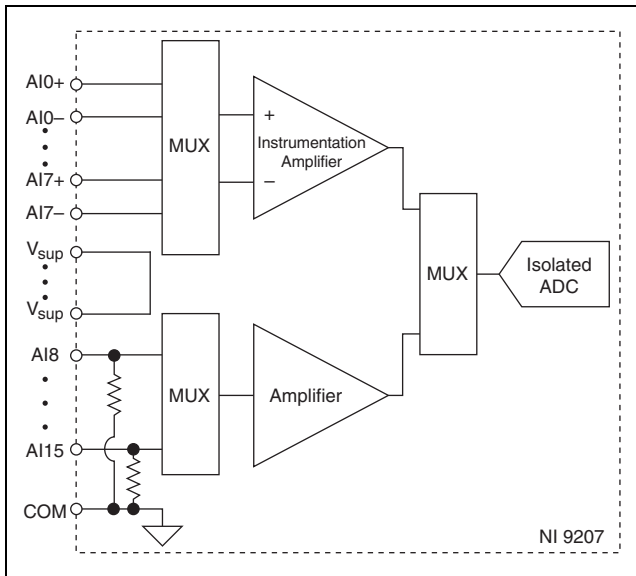 AI0+
AI0–
AI7+
AI7–
Vsup
Vsup
AI8
AI15
COM
MUX
+
Instrumentation
Amplifier
–
MUX
Amplifier
MUX
Isolated
ADC
NI 9207